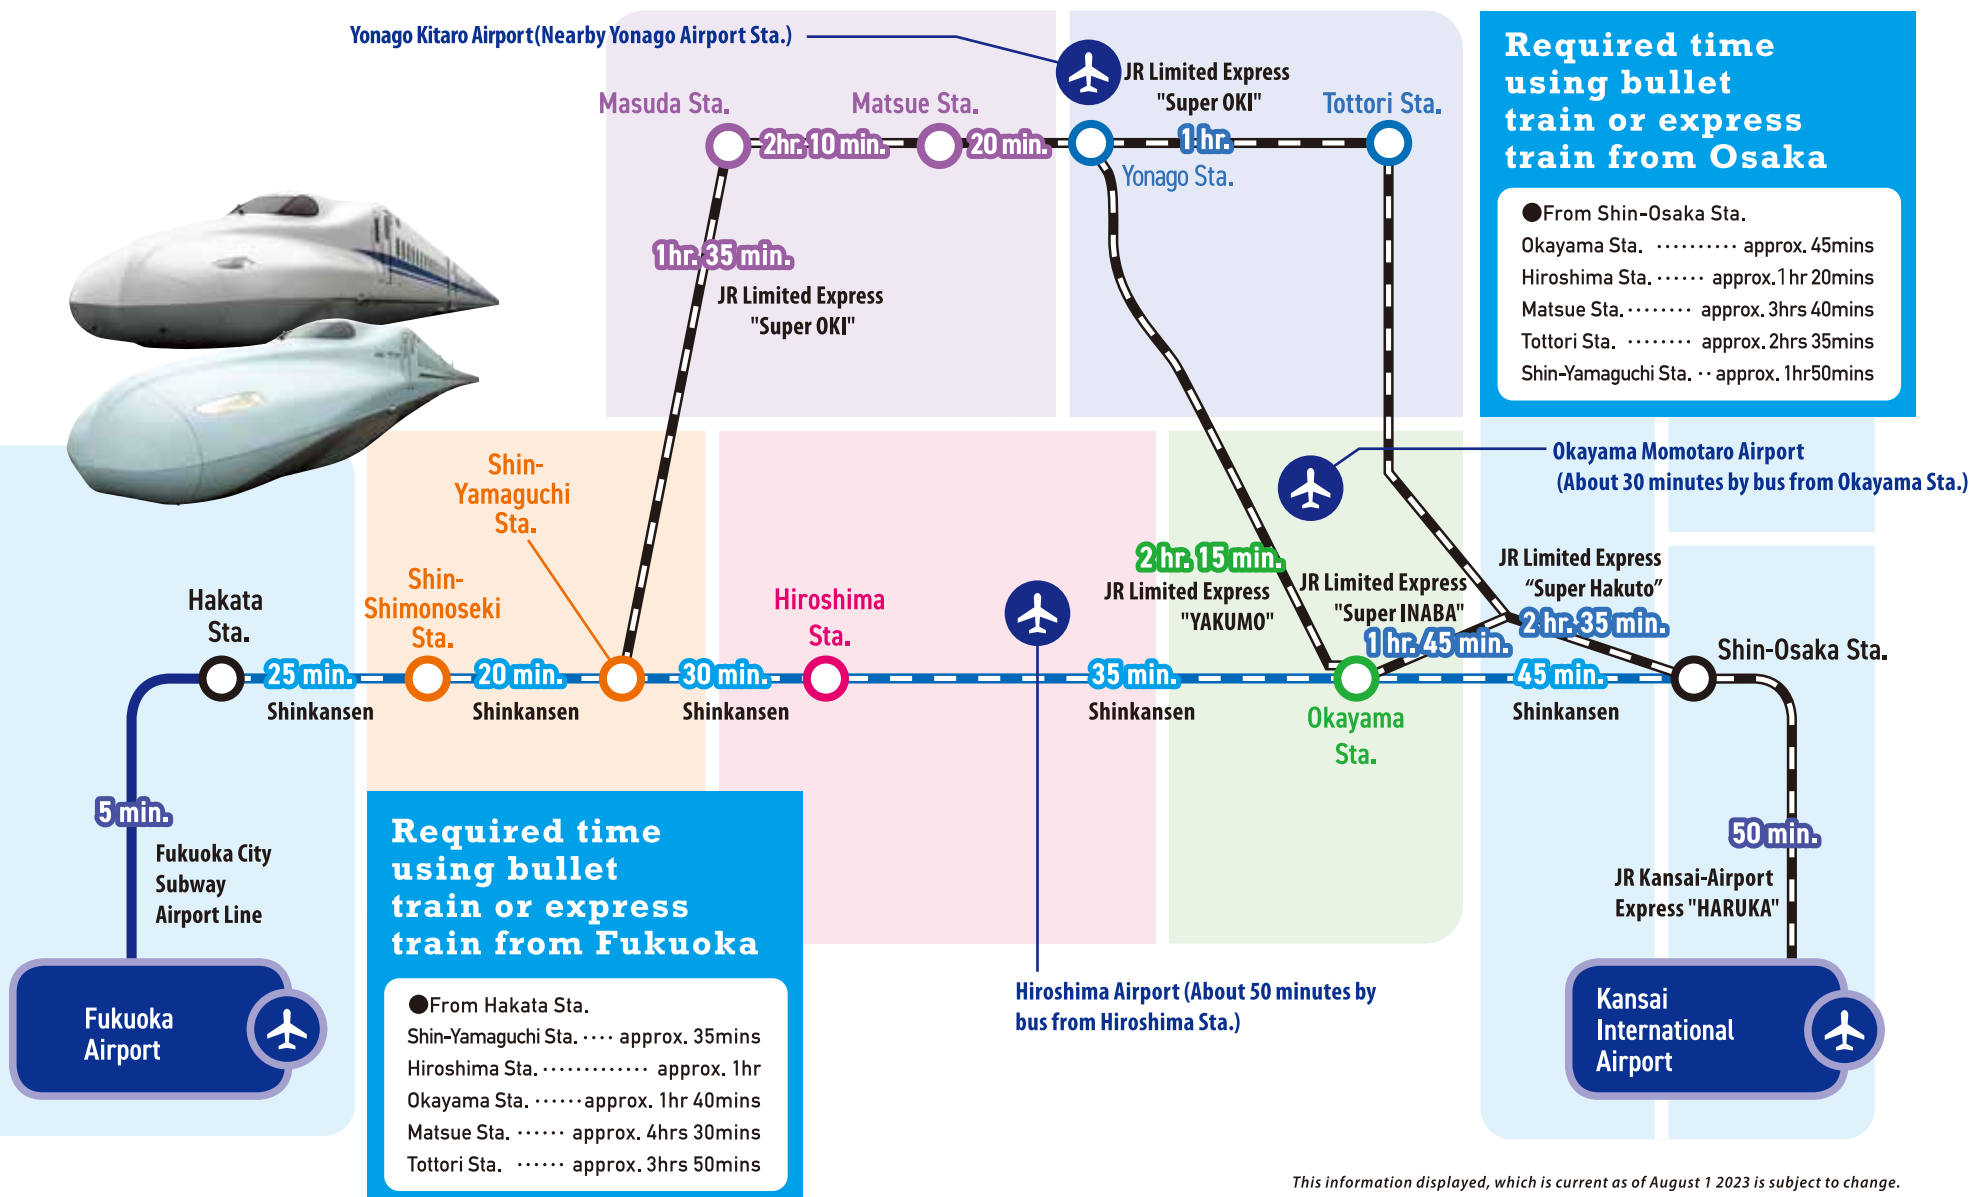 Yonago Kitaro Airport(Nearby Yonago Airport Sta.)
JR Limited Express
"Super OKI"
Masuda Sta.
Matsue Sta.
Tottori Sta.
2hr. 10 min.
20 min.
1 hr.
Yonago Sta.
1hr. 35 min.
JR Limited Express
"Super OKI"
Required time
using bullet
train or express
train from Osaka
●From Shin-Osaka Sta.
Okayama Sta. ·········· approx. 45mins
Hiroshima Sta. ······ approx. 1 hr 20mins
Matsue Sta. ········ approx. 3hrs 40mins
Tottori Sta. ········ approx. 2hrs 35mins
Shin-Yamaguchi Sta. ·· approx. 1hr50mins
Okayama Momotaro Airport
(About 30 minutes by bus from Okayama Sta.)
Shin-
Yamaguchi
Sta.
Hakata
Sta.
Shin-
Shimonoseki
Sta.
Hiroshima
Sta.
2 hr. 15 min.
JR Limited Express
"YAKUMO"
JR Limited Express
"Super INABA"
1 hr. 45 min.
JR Limited Express
“Super Hakuto”
2 hr. 35 min.
Shin-Osaka Sta.
25 min.
Shinkansen
20 min.
Shinkansen
30 min.
Shinkansen
35 min.
Shinkansen
45 min.
Shinkansen
Okayama
Sta.
5 min.
Fukuoka City
Subway
Airport Line
50 min.
JR Kansai-Airport
Express "HARUKA"
Required time
using bullet
train or express
train from Fukuoka
●From Hakata Sta.
Shin-Yamaguchi Sta. ···· approx. 35mins
Hiroshima Sta. ············· approx. 1hr
Okayama Sta. ······approx. 1hr 40mins
Matsue Sta. ······ approx. 4hrs 30mins
Tottori Sta. ······ approx. 3hrs 50mins
Hiroshima Airport (About 50 minutes by
bus from Hiroshima Sta.)
Fukuoka
Airport
Kansai
International
Airport
This information displayed, which is current as of August 1 2023 is subject to change.